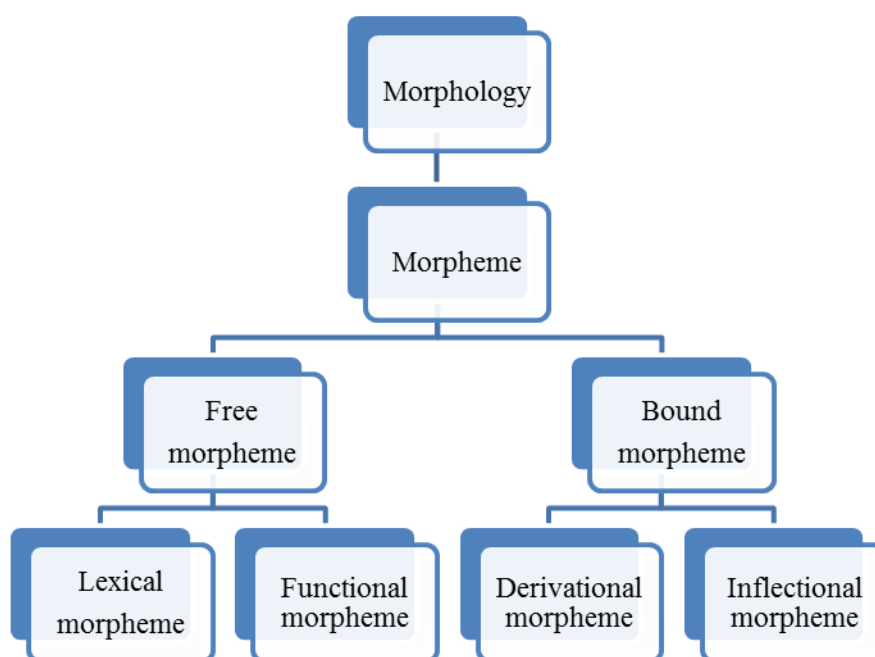 Morphology
Morpheme
Free
morpheme
Bound
morpheme
Lexical
morpheme
Functional
morpheme
Derivational
morpheme
Inflectional
morpheme